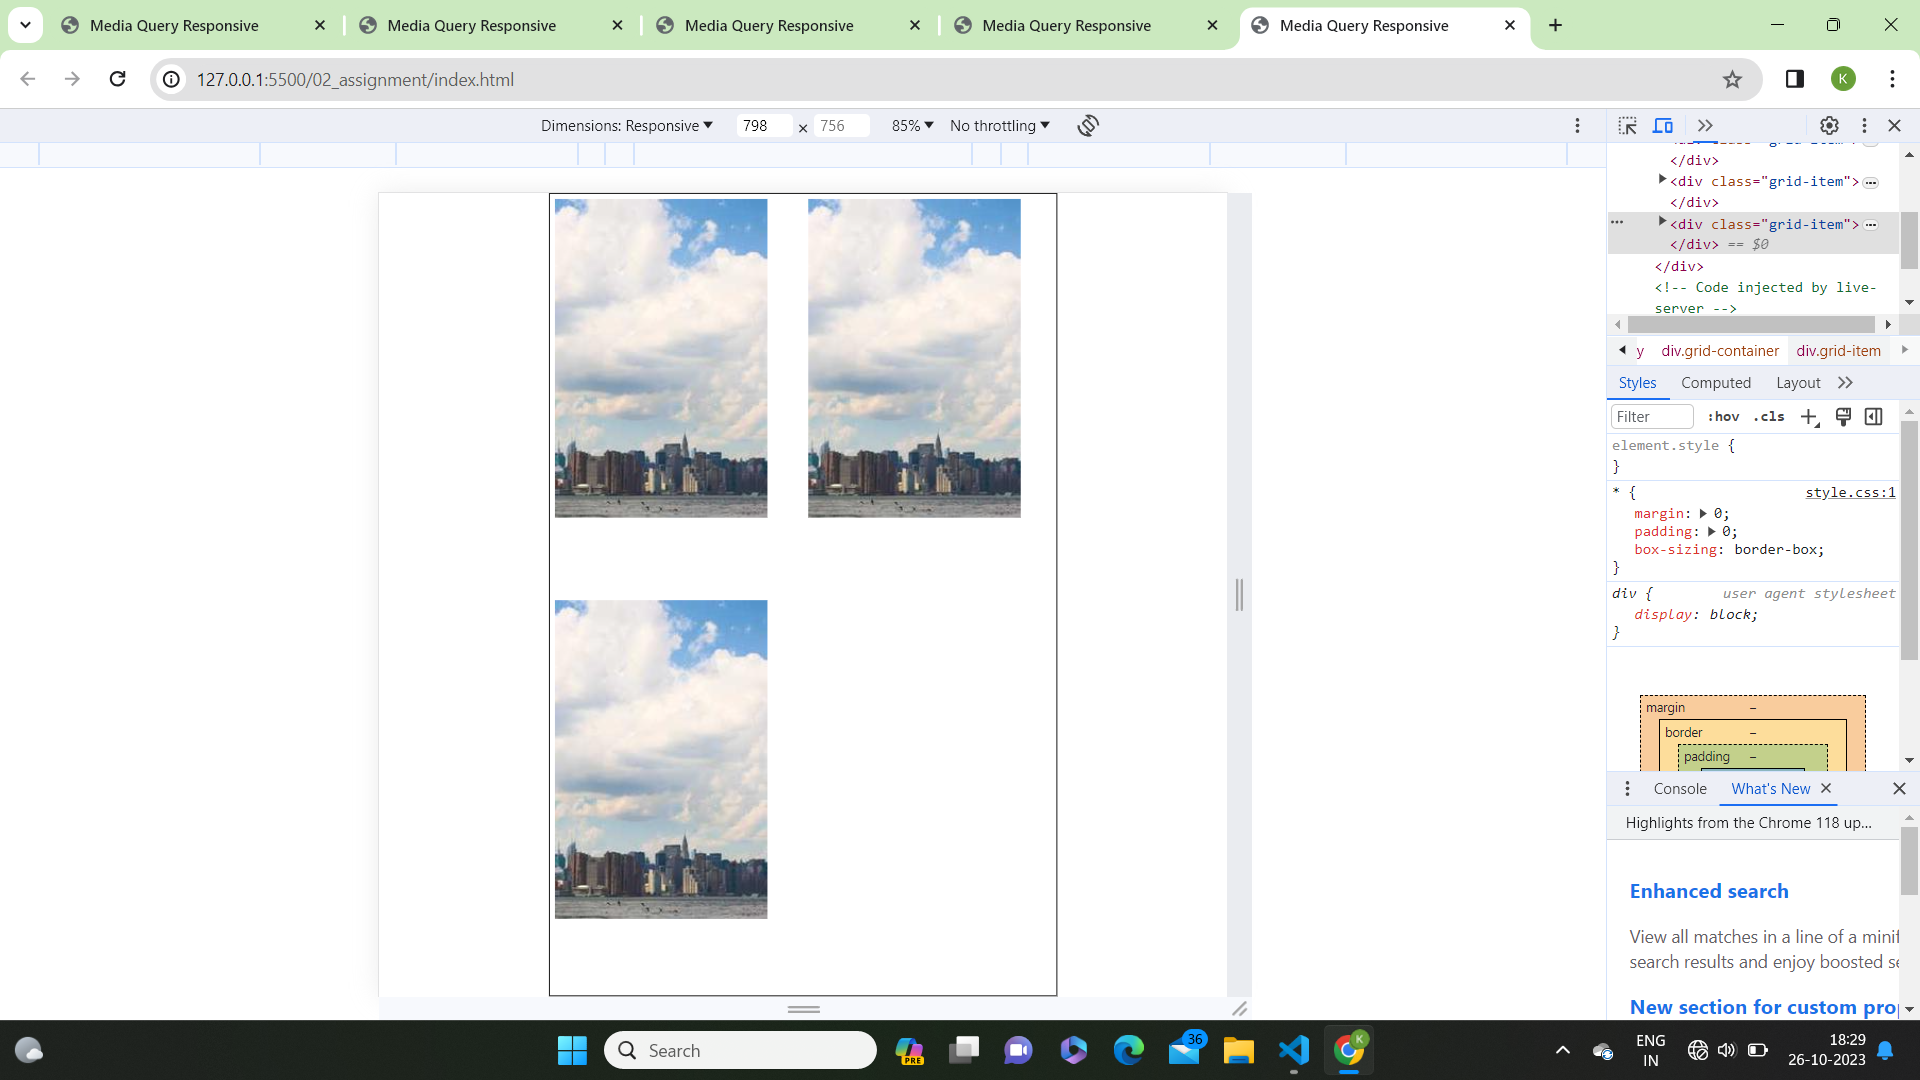 Media Query Responsive
Media Query Responsive
Media Query Responsive
Media Query Responsive
Media Query Responsive
127.0.0.1:5500/02_assignment/index.html
K
Dimensions: Responsive
798 × 756
85%
No throttling
</div>
<div class="grid-item">
</div>
<div class="grid-item">
</div> == $0
</div>
<!-- Code injected by live-
server -->
y div.grid-container div.grid-item
Styles Computed Layout
Filter :hov .cls
element.style {
}
* { style.css:1
margin: 0;
padding: 0;
box-sizing: border-box;
}
div { user agent stylesheet
display: block;
}
margin –
border –
padding –
Console What's New
Highlights from the Chrome 118 up...
Enhanced search
View all matches in a line of a
search results and enjoy boosted
New section for custom
Search
PRE
36
K
ENG
IN
18:29
26-10-2023